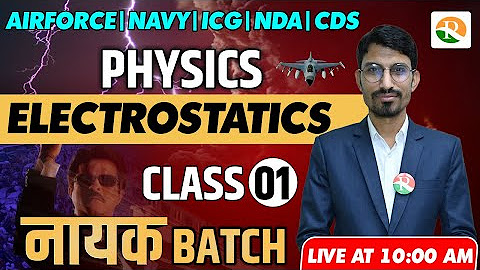 AIRFORCE|NAVY|ICG|NDA|CDS
PHYSICS
ELECTROSTATICS
CLASS 01
नायक BATCH
LIVE AT 10:00 AM
R
R